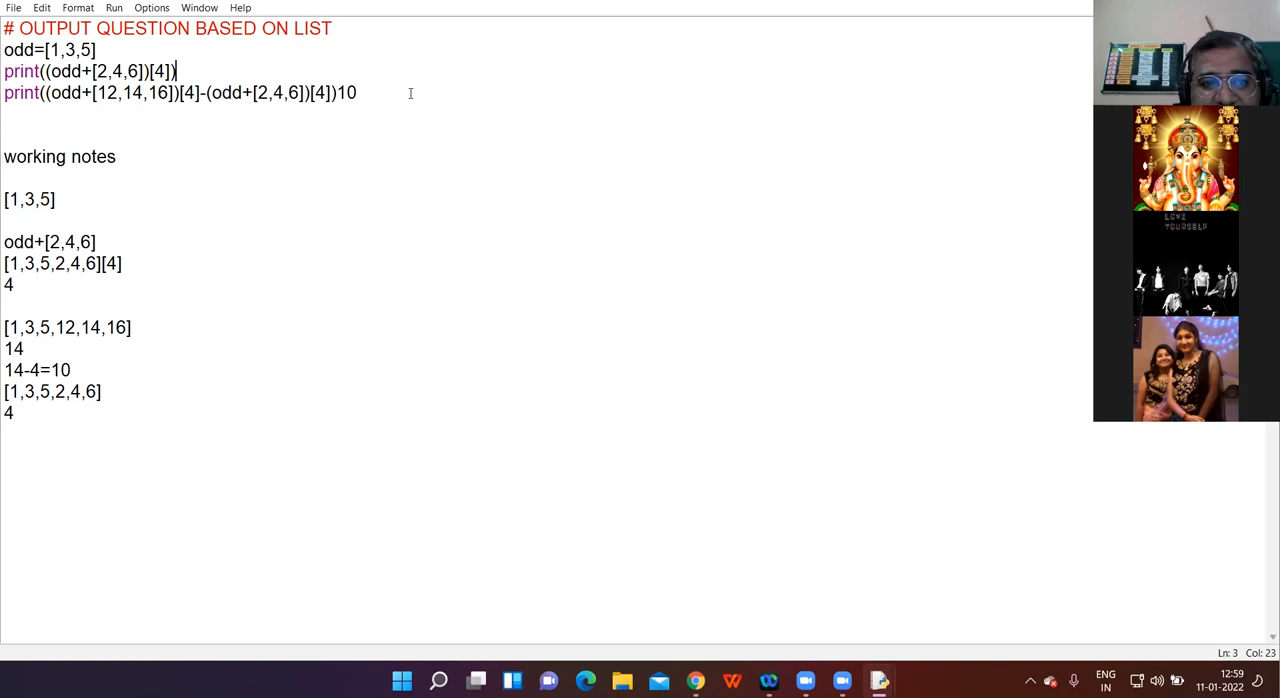 File Edit Format Run Options Window Help
# OUTPUT QUESTION BASED ON LIST
odd=[1,3,5]
print((odd+[2,4,6])[4])
print((odd+[12,14,16])[4]-(odd+[2,4,6])[4])10
working notes
[1,3,5]
odd+[2,4,6]
[1,3,5,2,4,6][4]
4
[1,3,5,12,14,16]
14
14-4=10
[1,3,5,2,4,6]
4
LOVE
YOURSELF
Ln: 3 Col: 23
ENG
IN
12:59
11-01-2022